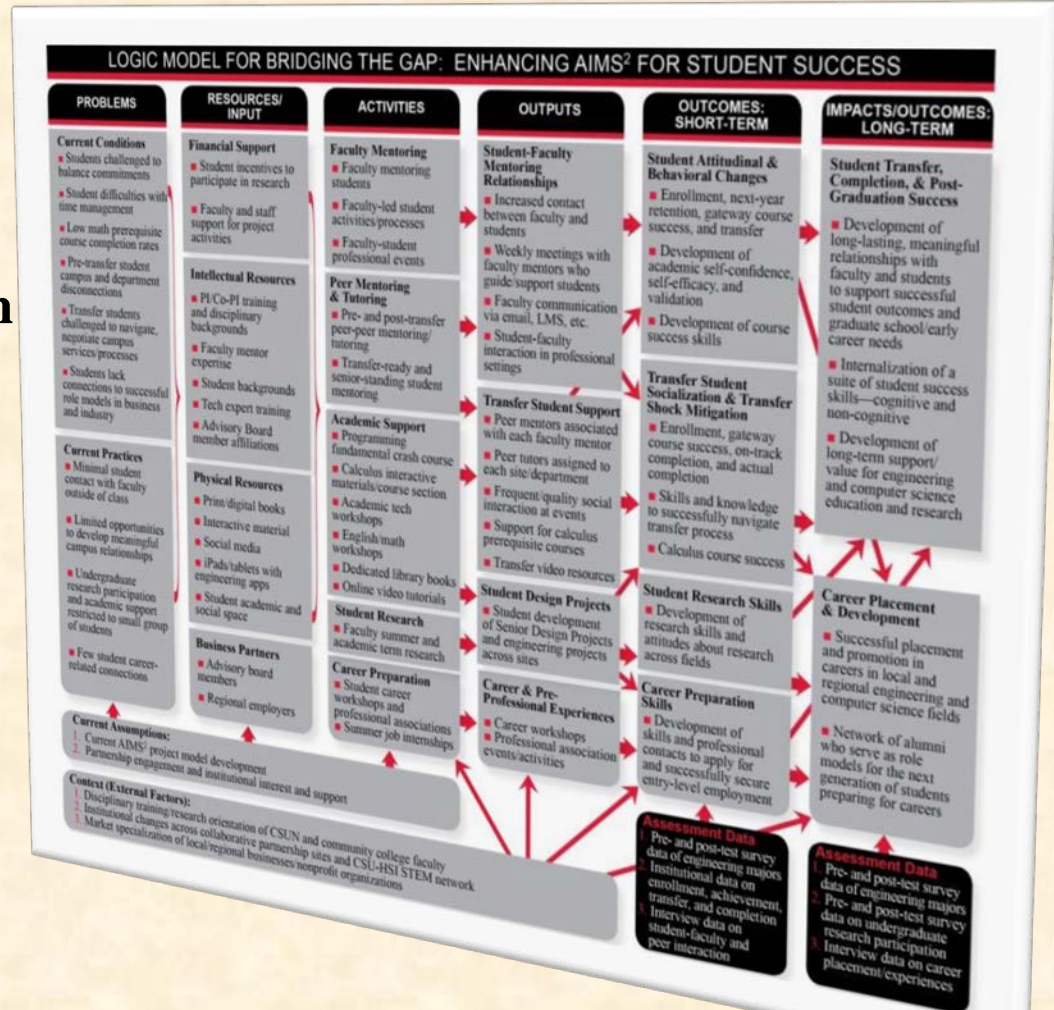 LOGIC MODEL FOR BRIDGING THE GAP: ENHANCING AIMS² FOR STUDENT SUCCESS
PROBLEMS
Current Conditions
■ Students challenged to
balance commitments
■ Student difficulties with
time management
■ Low math prerequisite
course completion rates
■ Pre-transfer student
campus and department
disconnections
■ Transfer students
challenged to navigate,
negotiate campus
services/processes
■ Students lack
connections to successful
role models in business
and industry
Current Practices
■ Minimal student
contact with faculty
outside of class
■ Limited opportunities
to develop meaningful
campus relationships
■ Undergraduate
research participation
and academic support
restricted to small group
of students
■ Few student career-
related connections
RESOURCES/
INPUT
Financial Support
■ Student incentives to
participate in research
■ Faculty and staff
support for project
activities
Intellectual Resources
■ PI/Co-PI training
and disciplinary
backgrounds
■ Faculty mentor
expertise
■ Student backgrounds
■ Tech expert training
■ Advisory Board
member affiliations
Physical Resources
■ Print/digital books
■ Interactive material
■ Social media
■ iPads/tablets with
engineering apps
■ Student academic and
social space
Business Partners
■ Advisory board
members
■ Regional employers
ACTIVITIES
Faculty Mentoring
■ Faculty mentoring
students
■ Faculty-led student
activities/processes
■ Faculty-student
professional events
Peer Mentoring
& Tutoring
■ Pre- and post-transfer
peer-peer mentoring/
tutoring
■ Transfer-ready and
senior-standing student
mentoring
Academic Support
■ Programming
fundamental crash course
■ Calculus interactive
materials/course section
■ Academic tech
workshops
■ English/math
workshops
■ Dedicated library books
■ Online video tutorials
Student Research
■ Faculty summer and
academic term research
Career Preparation
■ Student career
workshops and
professional associations
■ Summer job internships
OUTPUTS
Student-Faculty
Mentoring
Relationships
■ Increased contact
between faculty and
students
■ Weekly meetings with
faculty mentors who
guide/support students
■ Faculty communication
via email, LMS, etc.
■ Student-faculty
interaction in professional
settings
Transfer Student Support
■ Peer mentors associated
with each faculty mentor
■ Peer tutors assigned to
each site/department
■ Frequent/quality social
interaction at events
■ Support for calculus
prerequisite courses
■ Transfer video resources
Student Design Projects
■ Student development
of Senior Design Projects
and engineering projects
across sites
Career & Pre-
Professional Experiences
■ Career workshops
■ Professional association
events/activities
OUTCOMES:
SHORT-TERM
Student Attitudinal &
Behavioral Changes
■ Enrollment, next-year
retention, gateway course
success, and transfer
■ Development of
academic self-confidence,
self-efficacy, and
validation
■ Development of course
success skills
Transfer Student
Socialization & Transfer
Shock Mitigation
■ Enrollment, gateway
course success, on-track
completion, and actual
completion
■ Skills and knowledge
to successfully navigate
transfer process
■ Calculus course success
Student Research Skills
■ Development of
research skills and
attitudes about research
across fields
Career Preparation
Skills
■ Development of
skills and professional
contacts to apply for
and successfully secure
entry-level employment
Assessment Data
1. Pre- and post-test survey
data of engineering majors
2. Institutional data on
enrollment, achievement,
transfer, and completion
3. Interview data on
student-faculty and
peer interaction
IMPACTS/OUTCOMES:
LONG-TERM
Student Transfer,
Completion, & Post-
Graduation Success
■ Development of
long-lasting, meaningful
relationships with
faculty and students
to support successful
student outcomes and
graduate school/early
career needs
■ Internalization of a
suite of student success
skills—cognitive and
non-cognitive
■ Development of
long-term support/
value for engineering
and computer science
education and research
Career Placement
& Development
■ Successful placement
and promotion in
careers in local and
regional engineering and
computer science fields
■ Network of alumni
who serve as role
models for the next
generation of students
preparing for careers
Assessment Data
1. Pre- and post-test survey
data of engineering majors
2. Pre- and post-test survey
data on undergraduate
research participation
3. Interview data on career
placement/experiences
Current Assumptions:
1. Current AIMS² project model development
2. Partnership engagement and institutional interest and support
Context (External Factors):
1. Disciplinary training/research orientation of CSUN and community college faculty
2. Institutional changes across collaborative partnership sites and CSU-HSI STEM network
3. Market specialization of local/regional businesses/nonprofit organizations
n